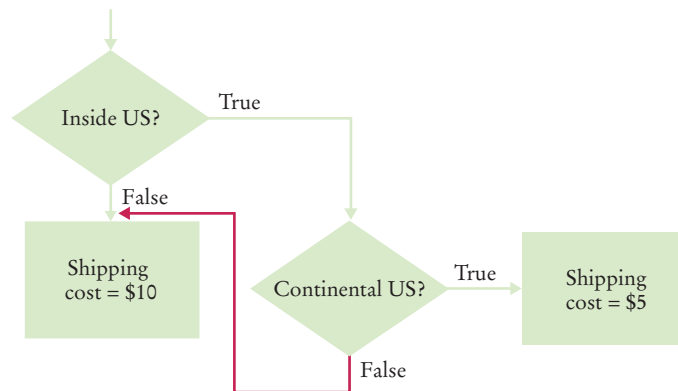 True
Inside US?
False
Shipping
cost = $10
Continental US?
True
Shipping
cost = $5
False